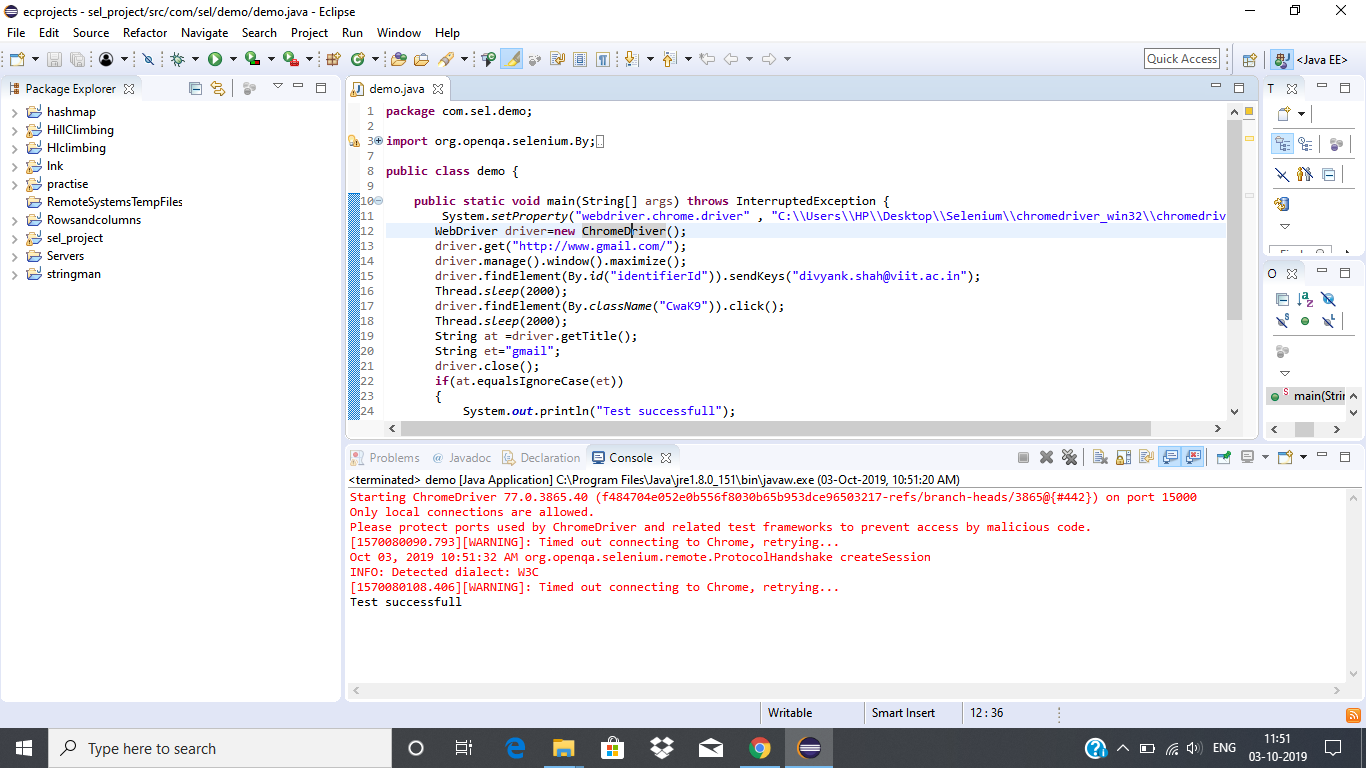 ecprojects - sel_project/src/com/sel/demo/demo.java - Eclipse
File Edit Source Refactor Navigate Search Project Run Window Help
Quick Access
<Java EE>
Package Explorer
hashmap
HillClimbing
Hlclimbing
lnk
practise
RemoteSystemsTempFiles
Rowsandcolumns
sel_project
Servers
stringman
demo.java
1 package com.sel.demo;
2
3 import org.openqa.selenium.By;
7
8 public class demo {
9
10 public static void main(String[] args) throws InterruptedException {
11 System.setProperty("webdriver.chrome.driver" , "C:\\Users\\HP\\Desktop\\Selenium\\chromedriver_win32\\chromedriv
12 WebDriver driver=new ChromeDriver();
13 driver.get("http://www.gmail.com/");
14 driver.manage().window().maximize();
15 driver.findElement(By.id("identifierId")).sendKeys("divyank.shah@viit.ac.in");
16 Thread.sleep(2000);
17 driver.findElement(By.className("CwaK9")).click();
18 Thread.sleep(2000);
19 String at =driver.getTitle();
20 String et="gmail";
21 driver.close();
22 if(at.equalsIgnoreCase(et))
23 {
24 System.out.println("Test successfull");
T
O
main(Strin
Problems @ Javadoc Declaration Console
<terminated> demo [Java Application] C:\Program Files\Java\jre1.8.0_151\bin\javaw.exe (03-Oct-2019, 10:51:20 AM)
Starting ChromeDriver 77.0.3865.40 (f484704e052e0b556f8030b65b953dce96503217-refs/branch-heads/3865@{#442}) on port 15000
Only local connections are allowed.
Please protect ports used by ChromeDriver and related test frameworks to prevent access by malicious code.
[1570080090.793][WARNING]: Timed out connecting to Chrome, retrying...
Oct 03, 2019 10:51:32 AM org.openqa.selenium.remote.ProtocolHandshake createSession
INFO: Detected dialect: W3C
[1570080108.406][WARNING]: Timed out connecting to Chrome, retrying...
Test successfull
Writable Smart Insert 12 : 36
Type here to search
ENG
11:51
03-10-2019